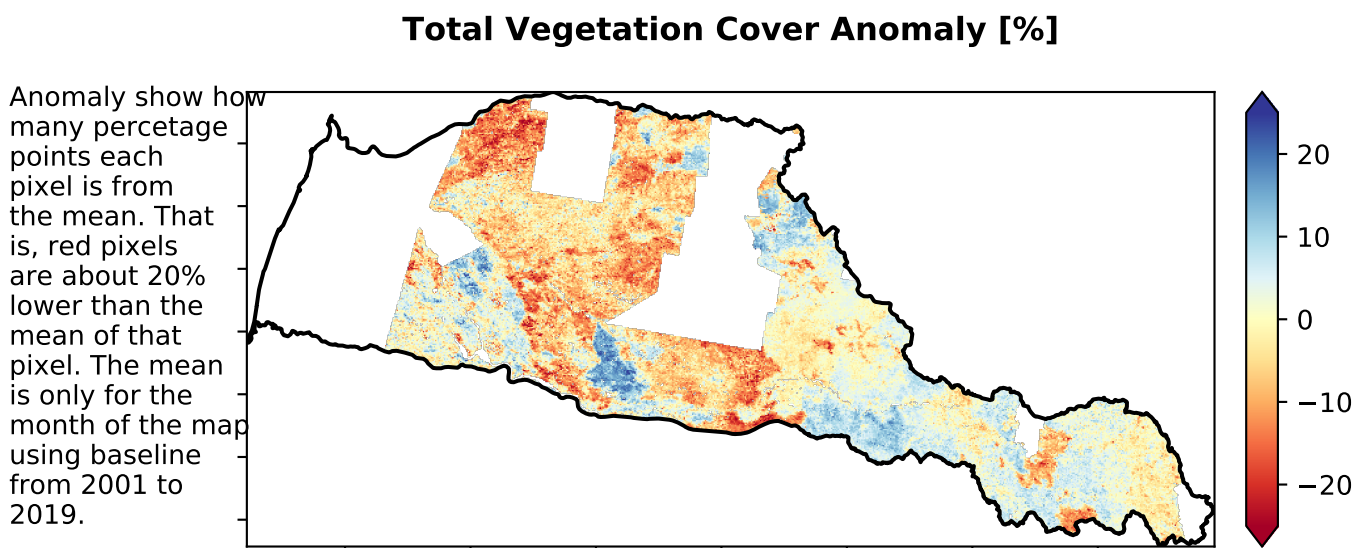 Total Vegetation Cover Anomaly [%]
Anomaly show how
many percetage
points each
pixel is from
the mean. That
is, red pixels
are about 20%
lower than the
mean of that
pixel. The mean
is only for the
month of the map
using baseline
from 2001 to
2019.
20
10
0
−10
−20